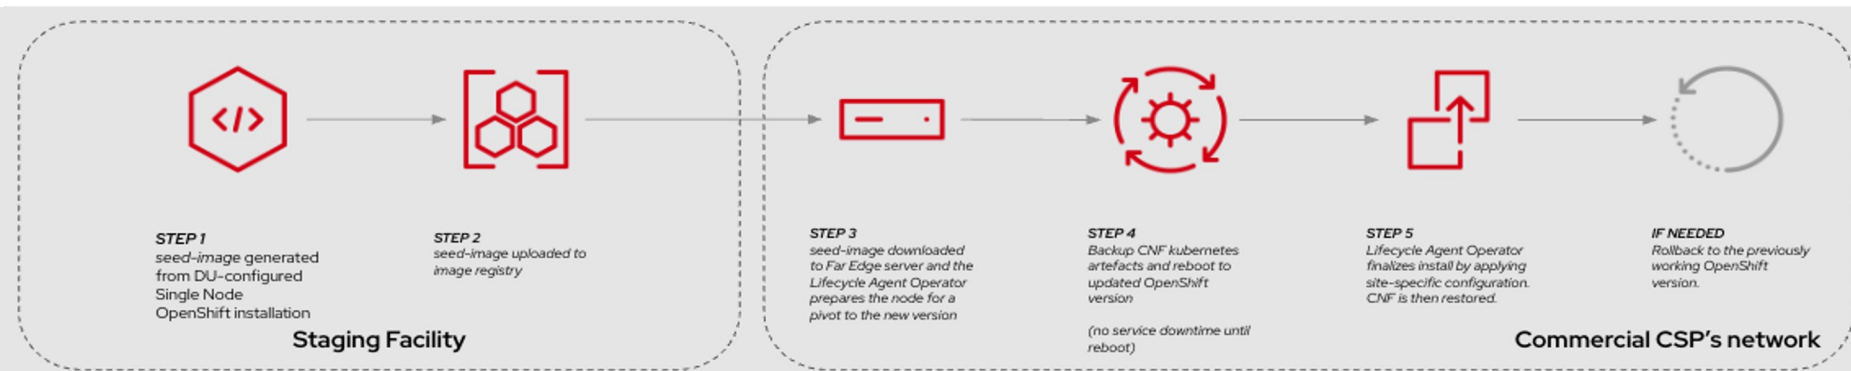 STEP 1
seed-image generated
from DU-configured
Single Node
OpenShift installation
STEP 2
seed-image uploaded to
image registry
Staging Facility
STEP 3
seed-image downloaded
to Far Edge server and the
Lifecycle Agent Operator
prepares the node for a
pivot to the new version
STEP 4
Backup CNF kubernetes
artefacts and reboot to
updated OpenShift
version
(no service downtime until
reboot)
STEP 5
Lifecycle Agent Operator
finalizes install by applying
site-specific configuration.
CNF is then restored.
IF NEEDED
Rollback to the previously
working OpenShift
version.
Commercial CSP's network